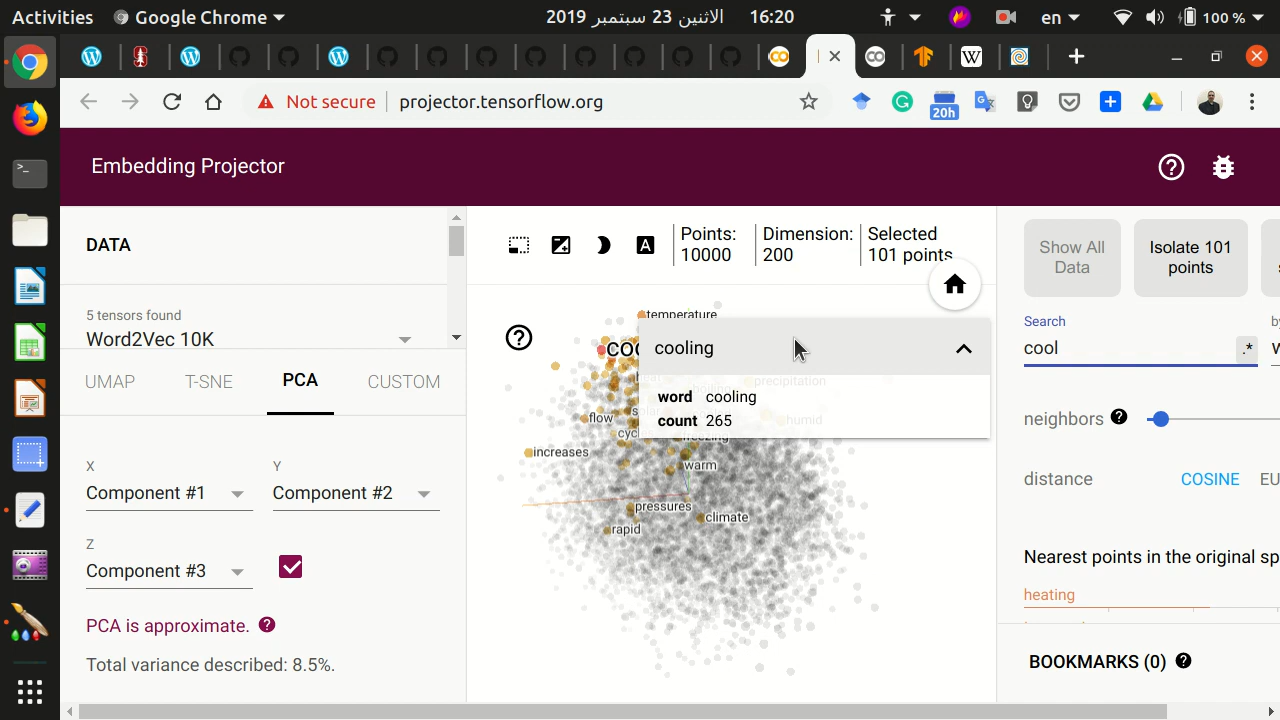 Activities
Google Chrome
2019 الاثنين 23 سبتمبر
16:20
en
100 %
Not secure
projector.tensorflow.org
20h
Embedding Projector
DATA
5 tensors found
Word2Vec 10K
UMAP
T-SNE
PCA
CUSTOM
X
Component #1
Y
Component #2
Z
Component #3
PCA is approximate.
Total variance described: 8.5%.
Points:
10000
Dimension:
200
Selected
101 points
temperature
cooling
word cooling
count 265
precipitation
humid
flow
freezing
increases
warm
pressures
climate
rapid
Show All
Data
Isolate 101
points
Search
cool
.*
neighbors
distance
COSINE
EU
Nearest points in the original sp
heating
BOOKMARKS (0)